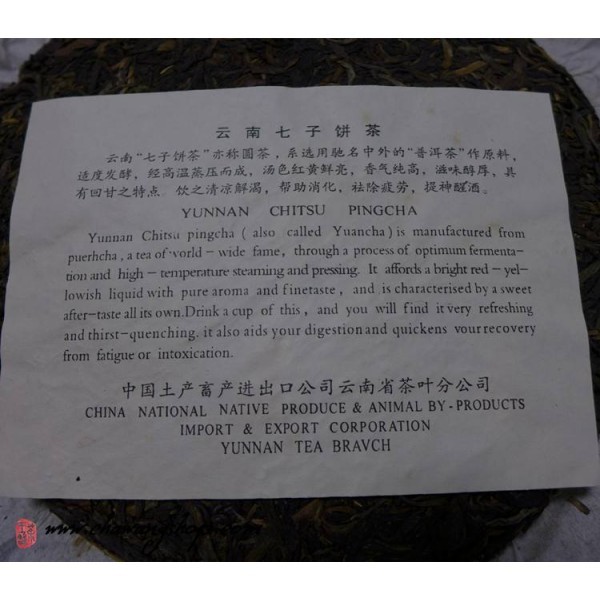 云南七子饼茶
云南“七子饼茶”亦称圆茶，系选用驰名中外的“普洱茶”作原料，
适度发酵，经高温蒸压而成，汤色红黄鲜亮，香气纯高，滋味醇厚，具
有回甘之特点 饮之清凉解渴，帮助消化，祛除疲劳，提神醒酒。
YUNNAN CHITSU PINGCHA
Yunnan Chitsu pingcha ( also called Yuancha) is manufactured from
puerhcha, a tea of world - wide fame, through a process of optimum fermenta-
tion and high - temperature steaming and pressing. It affords a bright red - yel-
lowish liquid with pure aroma and finetaste , and is characterised by a sweet
after-taste all its own.Drink a cup of this , and you will find it very refreshing
and thirst-quenching. it also aids your digestion and quickens your recovery
from fatigue or intoxication.
中国土产畜产进出口公司云南省茶叶分公司
CHINA NATIONAL NATIVE PRODUCE & ANIMAL BY-PRODUCTS
IMPORT & EXPORT CORPORATION
YUNNAN TEA BRAVCH